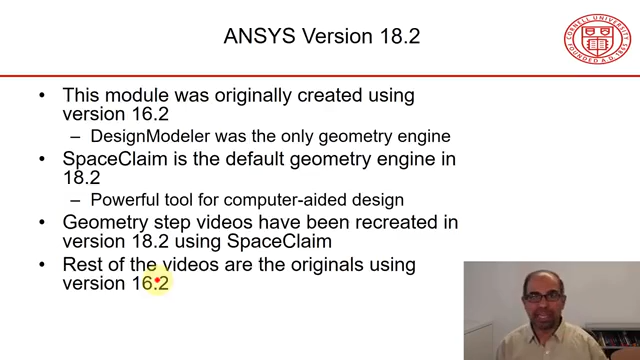 ANSYS Version 18.2
• This module was originally created using
version 16.2
– DesignModeler was the only geometry engine
• SpaceClaim is the default geometry engine in
18.2
– Powerful tool for computer-aided design
• Geometry step videos have been recreated in
version 18.2 using SpaceClaim
• Rest of the videos are the originals using
version 16.2